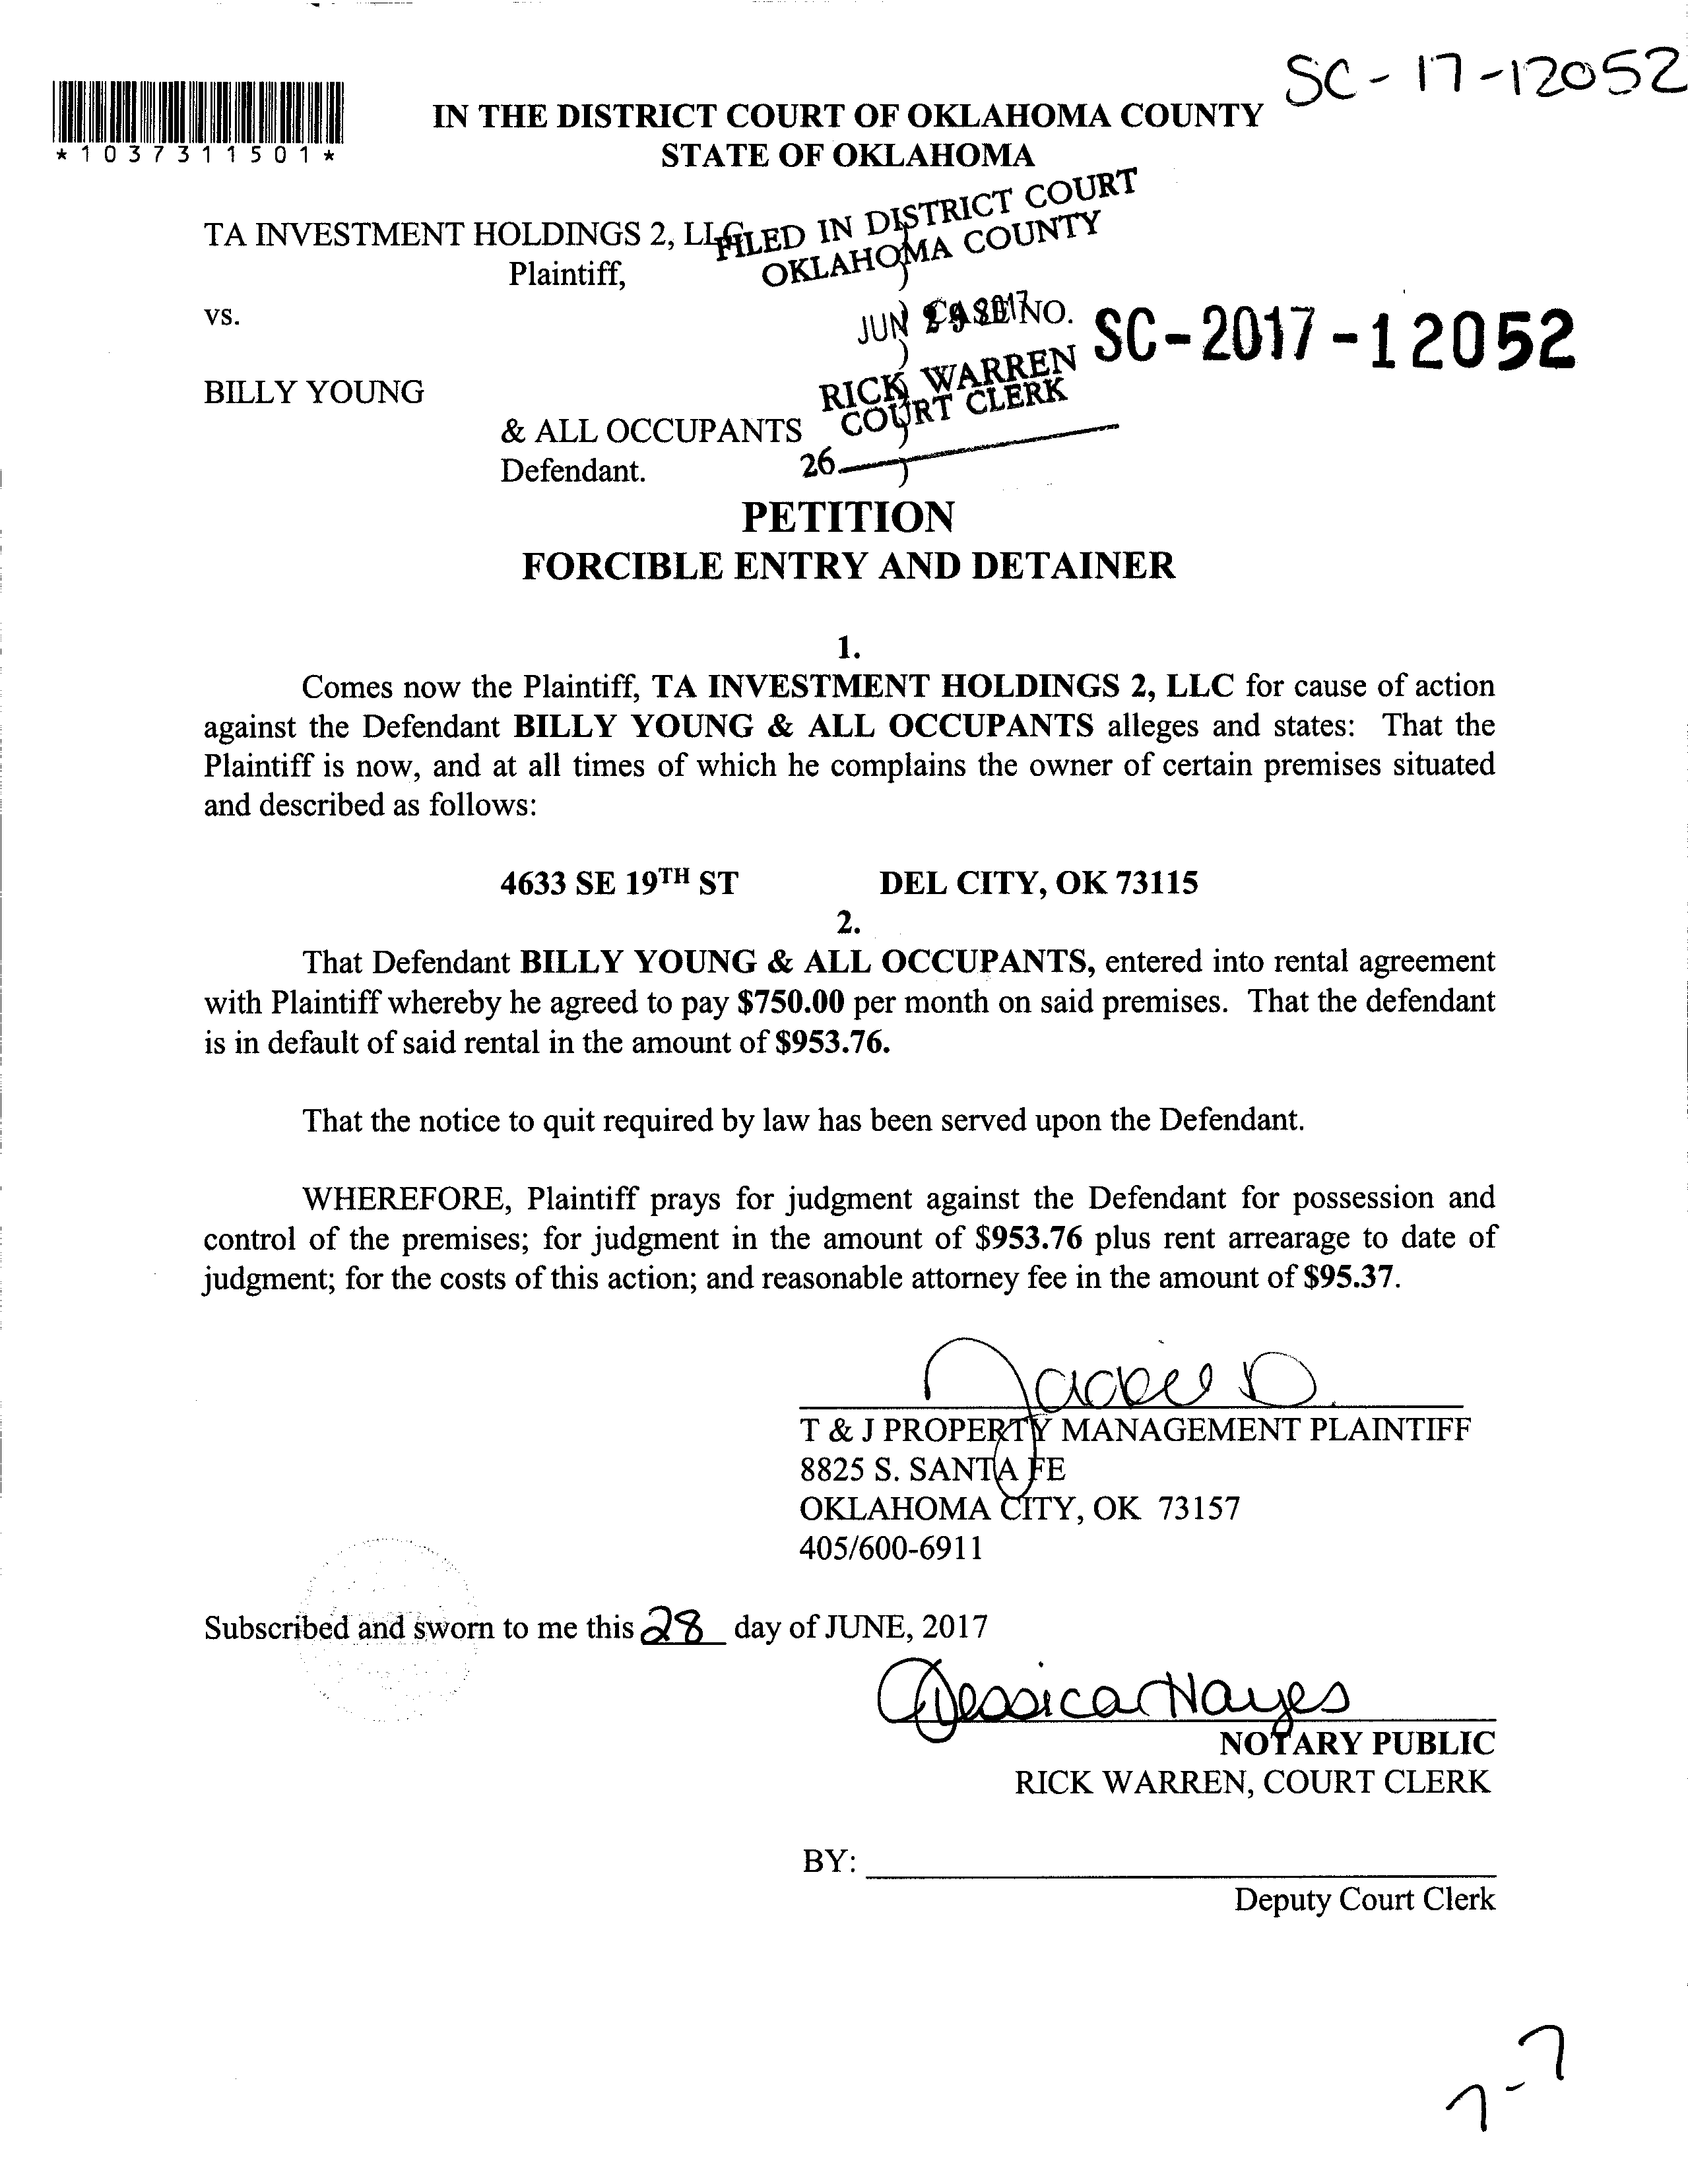 SC-17-12052
*1037311501*
IN THE DISTRICT COURT OF OKLAHOMA COUNTY
STATE OF OKLAHOMA
TA INVESTMENT HOLDINGS 2, LLC
Plaintiff,
FILED IN DISTRICT COURT
OKLAHOMA COUNTY
vs.
JUN 29 2017
CASE NO. SC-2017-12052
BILLY YOUNG
RICK WARREN
COURT CLERK
& ALL OCCUPANTS
Defendant.
26
PETITION
FORCIBLE ENTRY AND DETAINER
1.
Comes now the Plaintiff, TA INVESTMENT HOLDINGS 2, LLC for cause of action
against the Defendant BILLY YOUNG & ALL OCCUPANTS alleges and states: That the
Plaintiff is now, and at all times of which he complains the owner of certain premises situated
and described as follows:
4633 SE 19TH ST DEL CITY, OK 73115
2.
That Defendant BILLY YOUNG & ALL OCCUPANTS, entered into rental agreement
with Plaintiff whereby he agreed to pay $750.00 per month on said premises. That the defendant
is in default of said rental in the amount of $953.76.
That the notice to quit required by law has been served upon the Defendant.
WHEREFORE, Plaintiff prays for judgment against the Defendant for possession and
control of the premises; for judgment in the amount of $953.76 plus rent arrearage to date of
judgment; for the costs of this action; and reasonable attorney fee in the amount of $95.37.
T & J PROPERTY MANAGEMENT PLAINTIFF
8825 S. SANTA FE
OKLAHOMA CITY, OK 73157
405/600-6911
Subscribed and sworn to me this 28 day of JUNE, 2017
Jessica Hayes
NOTARY PUBLIC
RICK WARREN, COURT CLERK
BY:
Deputy Court Clerk
7-7